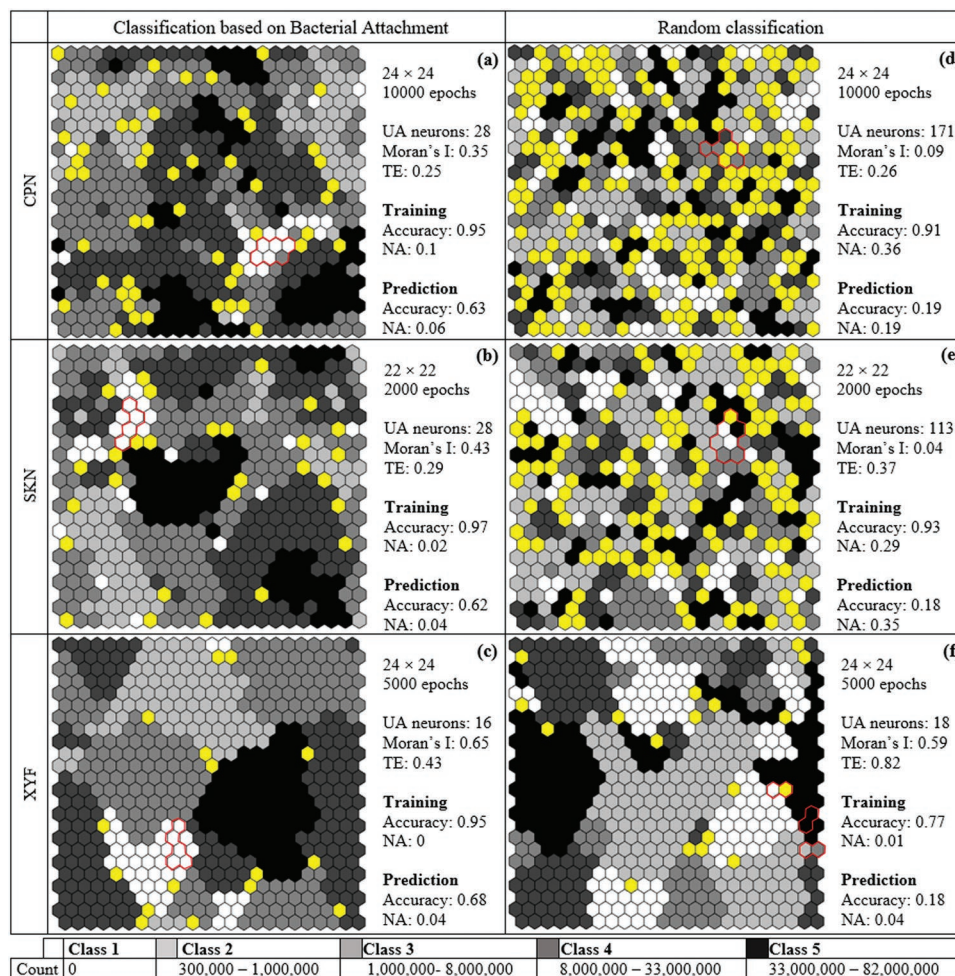 Classification based on Bacterial Attachment
Random classification
CPN
(a)
24 × 24
10000 epochs
UA neurons: 28
Moran's I: 0.35
TE: 0.25
Training
Accuracy: 0.95
NA: 0.1
Prediction
Accuracy: 0.63
NA: 0.06
(d)
24 × 24
10000 epochs
UA neurons: 171
Moran's I: 0.09
TE: 0.26
Training
Accuracy: 0.91
NA: 0.36
Prediction
Accuracy: 0.19
NA: 0.19
SKN
(b)
22 × 22
2000 epochs
UA neurons: 28
Moran's I: 0.43
TE: 0.29
Training
Accuracy: 0.97
NA: 0.02
Prediction
Accuracy: 0.62
NA: 0.04
(e)
22 × 22
2000 epochs
UA neurons: 113
Moran's I: 0.04
TE: 0.37
Training
Accuracy: 0.93
NA: 0.29
Prediction
Accuracy: 0.18
NA: 0.35
XYF
(c)
24 × 24
5000 epochs
UA neurons: 16
Moran's I: 0.65
TE: 0.43
Training
Accuracy: 0.95
NA: 0
Prediction
Accuracy: 0.68
NA: 0.04
(f)
24 × 24
5000 epochs
UA neurons: 18
Moran's I: 0.59
TE: 0.82
Training
Accuracy: 0.77
NA: 0.01
Prediction
Accuracy: 0.18
NA: 0.04
Class 1 Class 2 Class 3 Class 4 Class 5
Count 0 300,000 – 1,000,000 1,000,000- 8,000,000 8,000,000 – 33,000,000 33,000,000 – 82,000,000